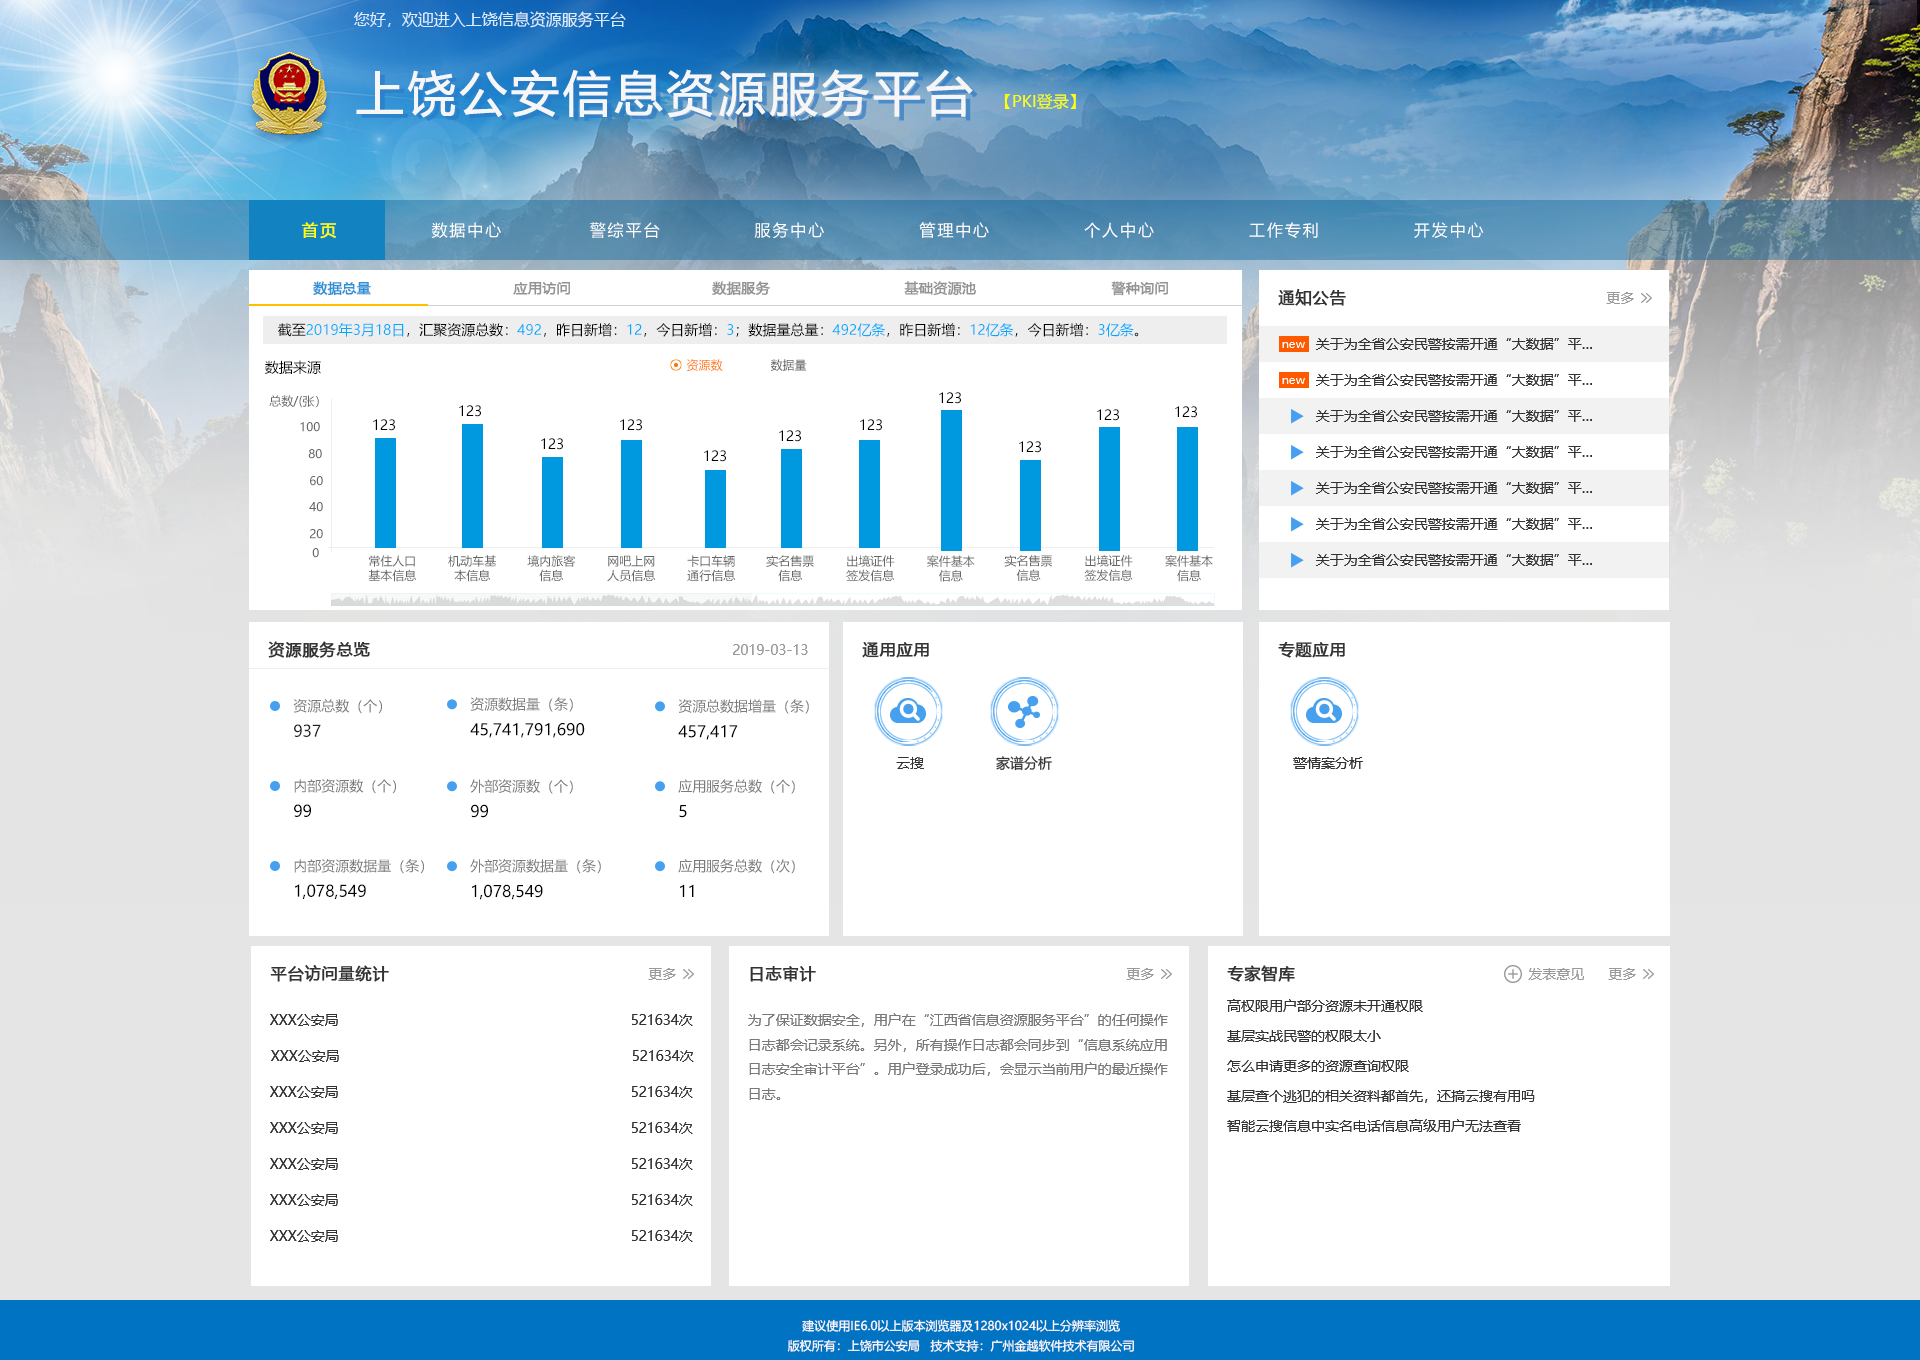 您好，欢迎进入上饶信息资源服务平台
上饶公安信息资源服务平台 【PKI登录】
首页 数据中心 警综平台 服务中心 管理中心 个人中心 工作专利 开发中心
数据总量 应用访问 数据服务 基础资源池 警种询问
截至2019年3月18日，汇聚资源总数：492，昨日新增：12，今日新增：3；数据量总量：492亿条，昨日新增：12亿条，今日新增：3亿条。
数据来源 资源数 数据量
总数/(张）
100
80
60
40
20
0
123 123 123 123 123 123 123 123 123 123 123
常住人口 机动车基 境内旅客 网吧上网 卡口车辆 实名售票 出境证件 案件基本 实名售票 出境证件 案件基本
基本信息 本信息 信息 人员信息 通行信息 信息 签发信息 信息 信息 签发信息 信息
通知公告 更多
new 关于为全省公安民警按需开通“大数据”平...
new 关于为全省公安民警按需开通“大数据”平...
关于为全省公安民警按需开通“大数据”平...
关于为全省公安民警按需开通“大数据”平...
关于为全省公安民警按需开通“大数据”平...
关于为全省公安民警按需开通“大数据”平...
关于为全省公安民警按需开通“大数据”平...
资源服务总览 2019-03-13
资源总数（个） 资源数据量（条） 资源总数据增量（条）
937 45,741,791,690 457,417
内部资源数（个） 外部资源数（个） 应用服务总数（个）
99 99 5
内部资源数据量（条） 外部资源数据量（条） 应用服务总数（次）
1,078,549 1,078,549 11
通用应用
云搜 家谱分析
专题应用
警情案分析
平台访问量统计 更多
XXX公安局 521634次
XXX公安局 521634次
XXX公安局 521634次
XXX公安局 521634次
XXX公安局 521634次
XXX公安局 521634次
XXX公安局 521634次
日志审计 更多
为了保证数据安全，用户在“江西省信息资源服务平台”的任何操作
日志都会记录系统。另外，所有操作日志都会同步到“信息系统应用
日志安全审计平台”。用户登录成功后，会显示当前用户的最近操作
日志。
专家智库 发表意见 更多
高权限用户部分资源未开通权限
基层实战民警的权限太小
怎么申请更多的资源查询权限
基层查个逃犯的相关资料都首先，还搞云搜有用吗
智能云搜信息中实名电话信息高级用户无法查看
建议使用IE6.0以上版本浏览器及1280x1024以上分辨率浏览
版权所有：上饶市公安局 技术支持：广州金越软件技术有限公司